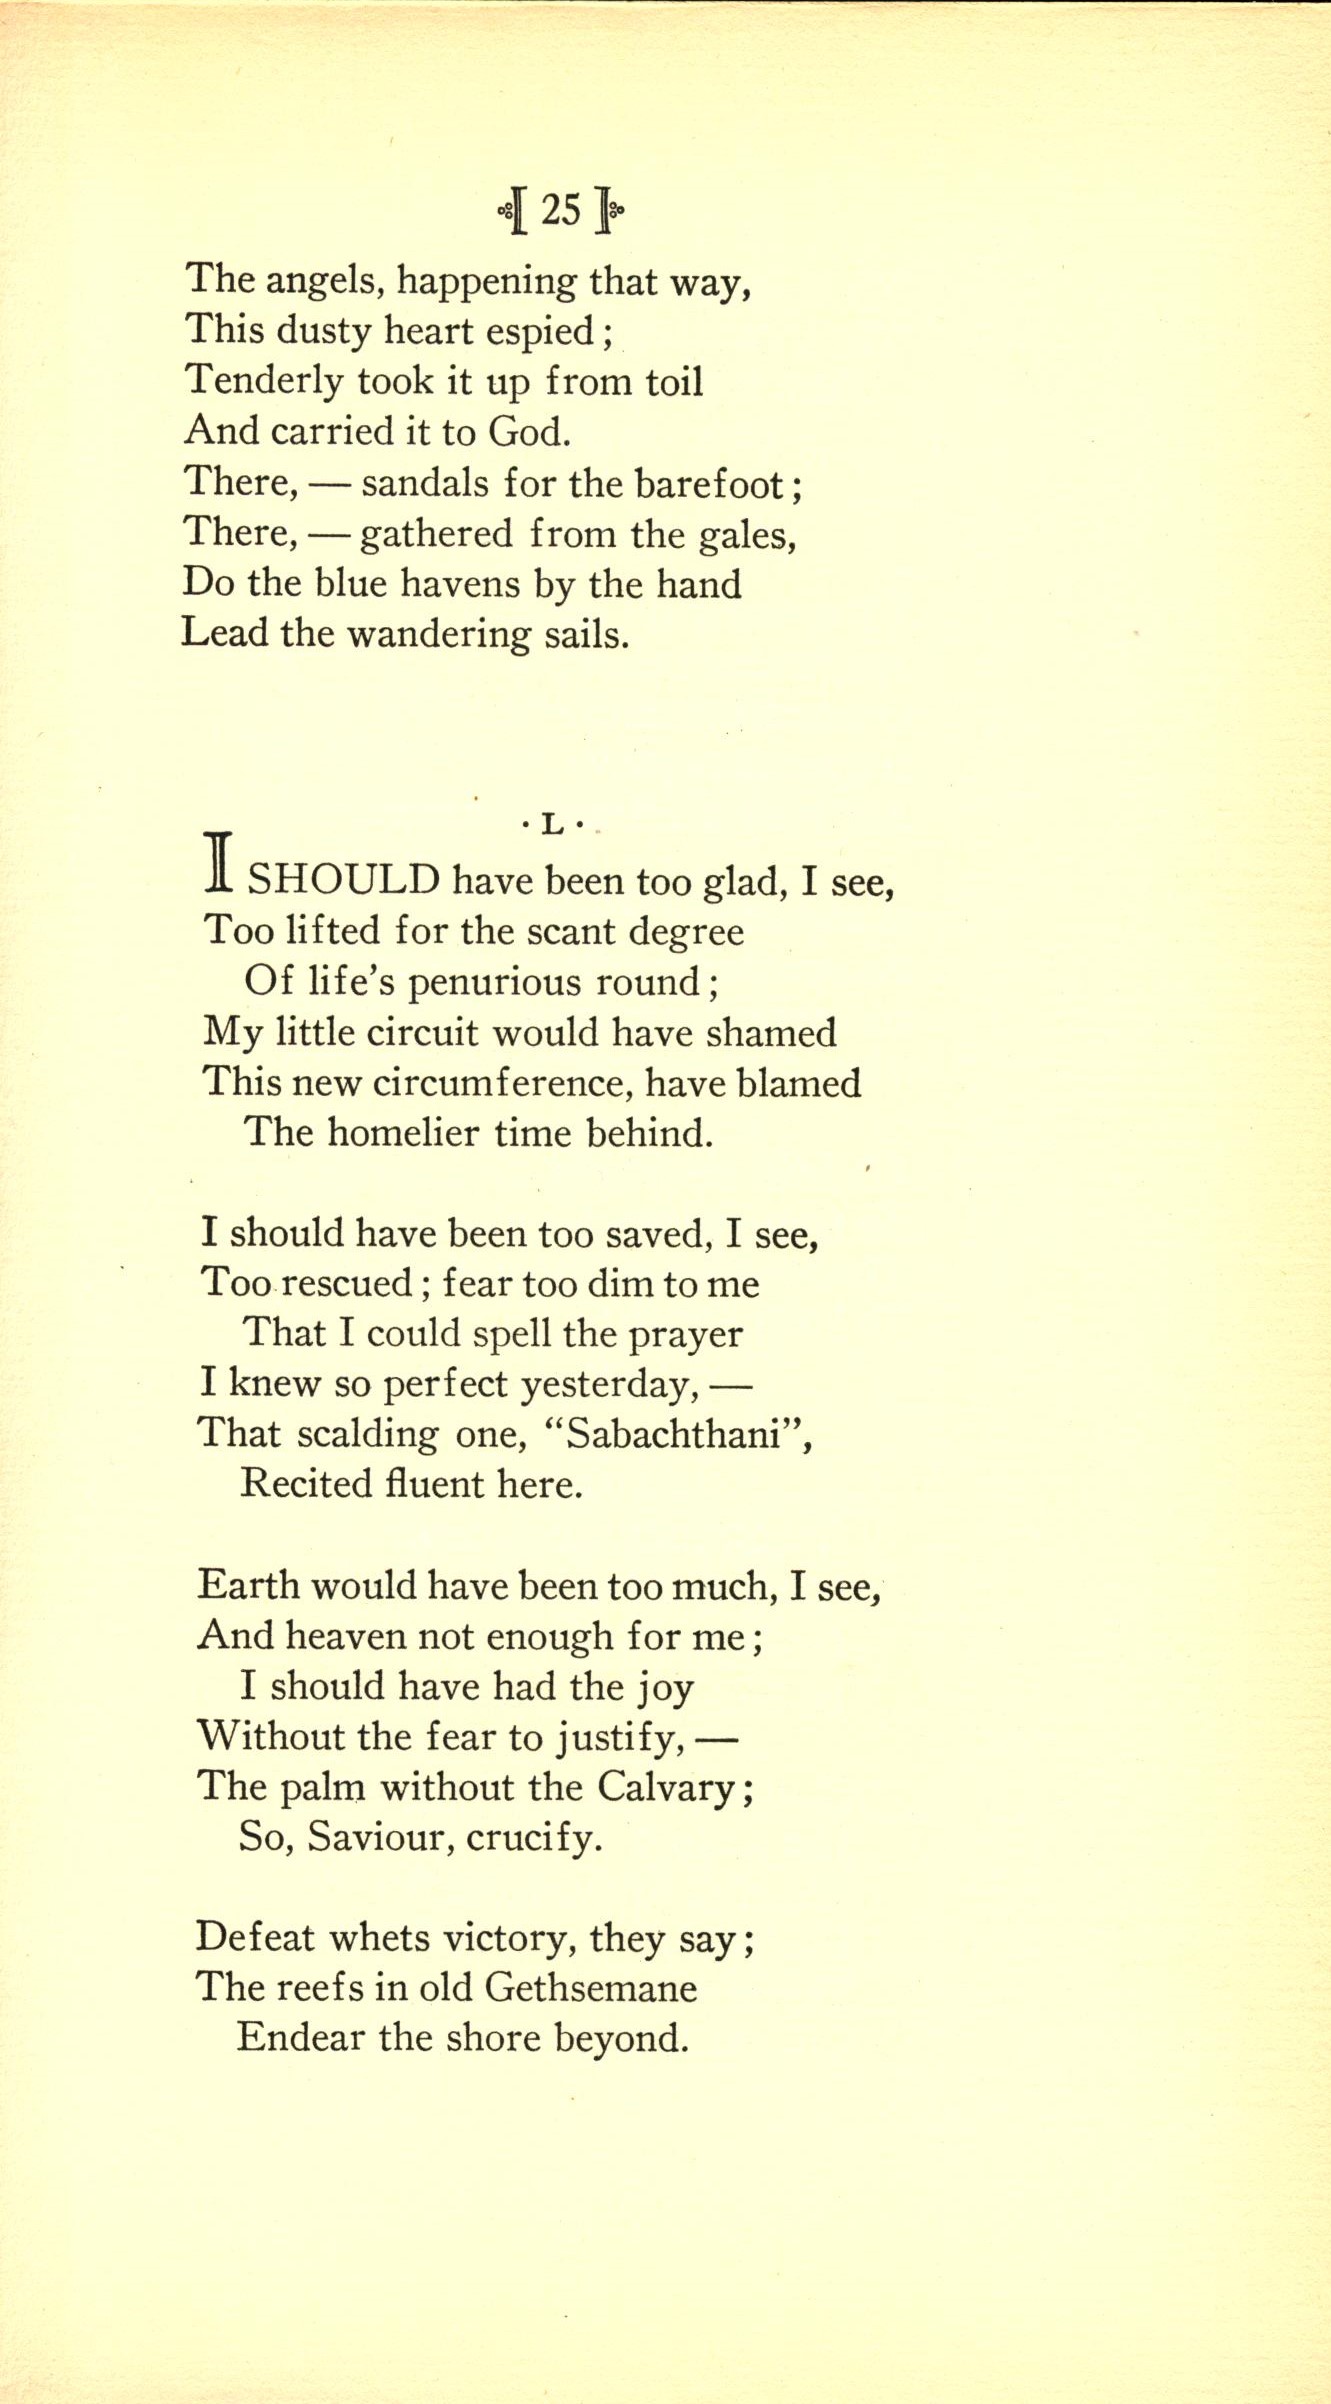 25
The angels, happening that way,
This dusty heart espied;
Tenderly took it up from toil
And carried it to God.
There, — sandals for the barefoot;
There, — gathered from the gales,
Do the blue havens by the hand
Lead the wandering sails.
· L ·
I SHOULD have been too glad, I see,
Too lifted for the scant degree
Of life’s penurious round;
My little circuit would have shamed
This new circumference, have blamed
The homelier time behind.
I should have been too saved, I see,
Too rescued; fear too dim to me
That I could spell the prayer
I knew so perfect yesterday, —
That scalding one, “Sabachthani”,
Recited fluent here.
Earth would have been too much, I see,
And heaven not enough for me;
I should have had the joy
Without the fear to justify, —
The palm without the Calvary;
So, Saviour, crucify.
Defeat whets victory, they say;
The reefs in old Gethsemane
Endear the shore beyond.